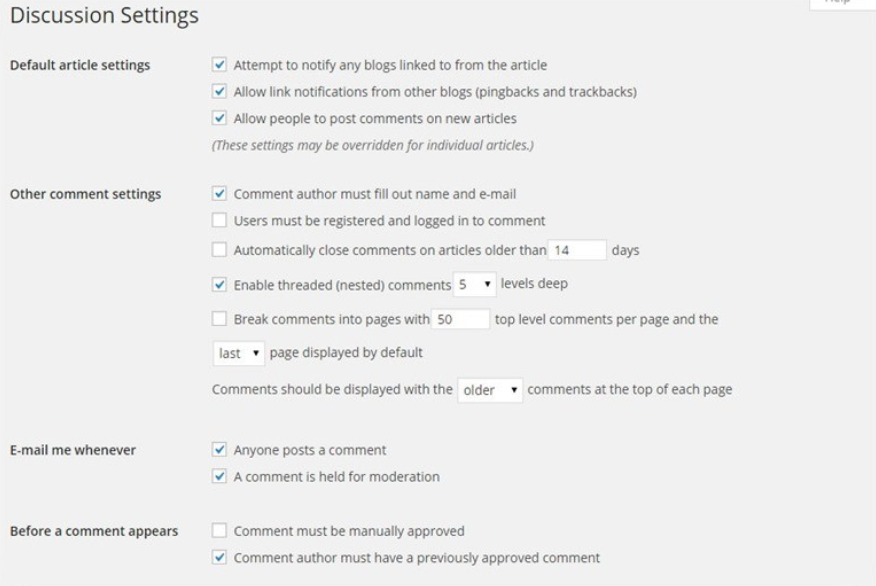 Help
Discussion Settings
Default article settings
Attempt to notify any blogs linked to from the article
Allow link notifications from other blogs (pingbacks and trackbacks)
Allow people to post comments on new articles
(These settings may be overridden for individual articles.)
Other comment settings
Comment author must fill out name and e-mail
Users must be registered and logged in to comment
Automatically close comments on articles older than 14 days
Enable threaded (nested) comments 5 levels deep
Break comments into pages with 50 top level comments per page and the
last page displayed by default
Comments should be displayed with the older comments at the top of each page
E-mail me whenever
Anyone posts a comment
A comment is held for moderation
Before a comment appears
Comment must be manually approved
Comment author must have a previously approved comment